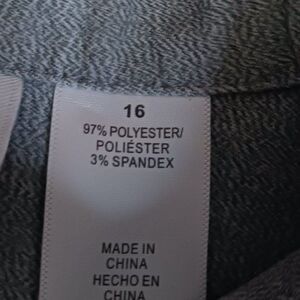 16
97% POLYESTER/
POLIÉSTER
3% SPANDEX
MADE IN
CHINA
HECHO EN
CHINA